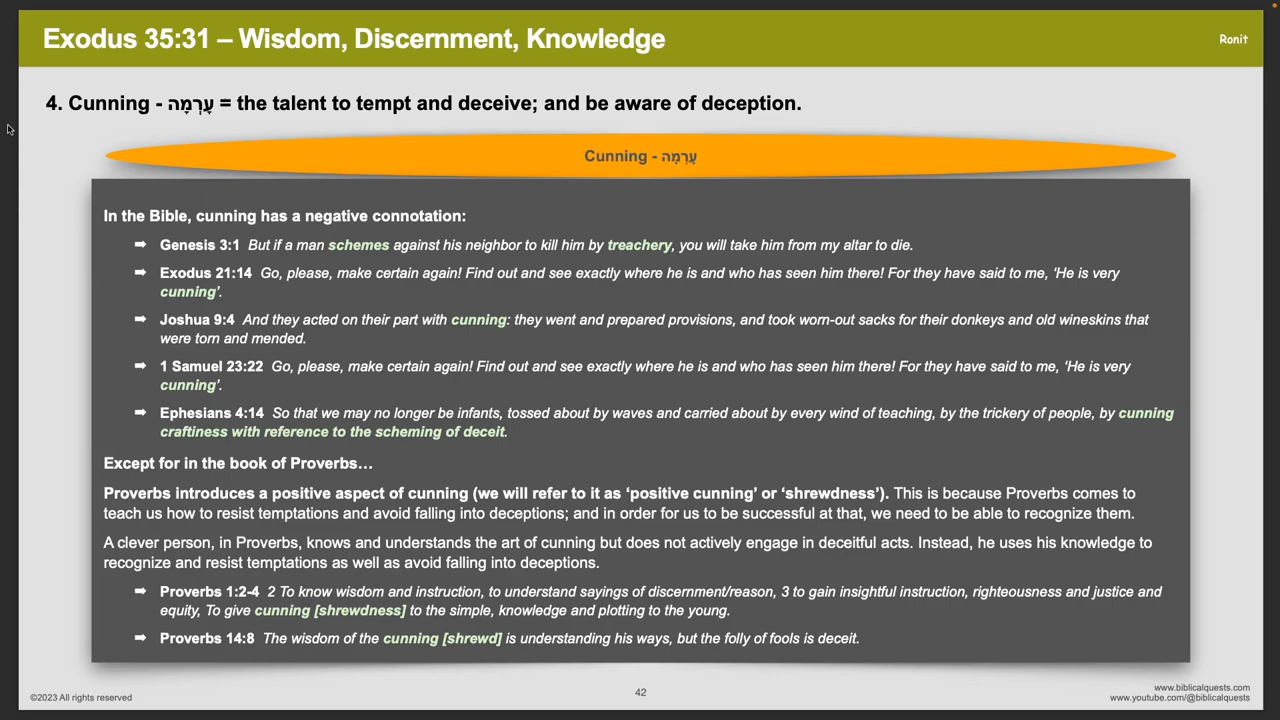 Exodus 35:31 – Wisdom, Discernment, Knowledge
Ronit
4. Cunning - עָרְמָה = the talent to tempt and deceive; and be aware of deception.
Cunning - עָרְמָה
In the Bible, cunning has a negative connotation:
➡ Genesis 3:1 But if a man schemes against his neighbor to kill him by treachery, you will take him from my altar to die.
➡ Exodus 21:14 Go, please, make certain again! Find out and see exactly where he is and who has seen him there! For they have said to me, ‘He is very
cunning’.
➡ Joshua 9:4 And they acted on their part with cunning: they went and prepared provisions, and took worn-out sacks for their donkeys and old wineskins that
were torn and mended.
➡ 1 Samuel 23:22 Go, please, make certain again! Find out and see exactly where he is and who has seen him there! For they have said to me, ‘He is very
cunning’.
➡ Ephesians 4:14 So that we may no longer be infants, tossed about by waves and carried about by every wind of teaching, by the trickery of people, by cunning
craftiness with reference to the scheming of deceit.
Except for in the book of Proverbs…
Proverbs introduces a positive aspect of cunning (we will refer to it as ‘positive cunning’ or ‘shrewdness’). This is because Proverbs comes to
teach us how to resist temptations and avoid falling into deceptions; and in order for us to be successful at that, we need to be able to recognize them.
A clever person, in Proverbs, knows and understands the art of cunning but does not actively engage in deceitful acts. Instead, he uses his knowledge to
recognize and resist temptations as well as avoid falling into deceptions.
➡ Proverbs 1:2-4 2 To know wisdom and instruction, to understand sayings of discernment/reason, 3 to gain insightful instruction, righteousness and justice and
equity, To give cunning [shrewdness] to the simple, knowledge and plotting to the young.
➡ Proverbs 14:8 The wisdom of the cunning [shrewd] is understanding his ways, but the folly of fools is deceit.
©2023 All rights reserved
42
www.biblicalquests.com
www.youtube.com/@biblicalquests